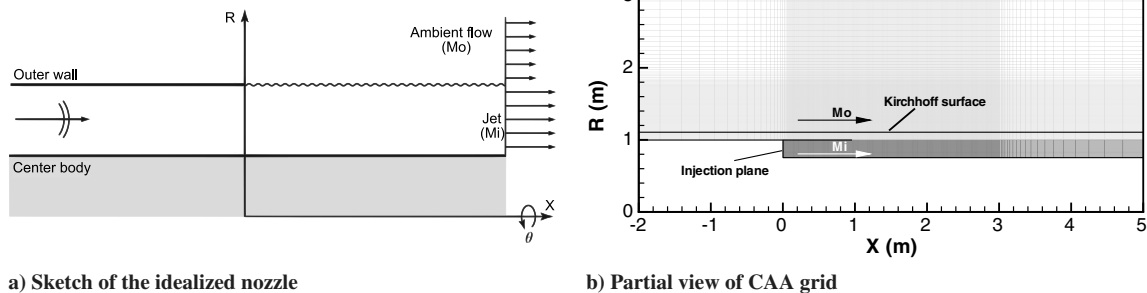 R
Ambient flow
(Mo)
Outer wall
Jet
(Mi)
Center body
X
θ
a) Sketch of the idealized nozzle
R (m)
2
1
0
Mo
Kirchhoff surface
Mi
Injection plane
-2 -1 0 1 2 3 4 5
X (m)
b) Partial view of CAA grid